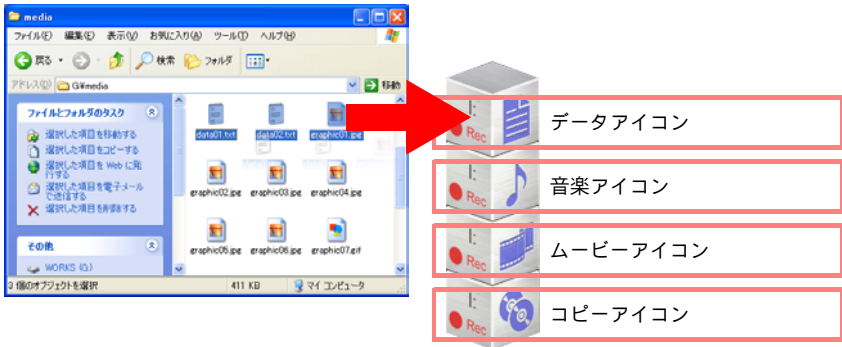 media
ファイル(F) 編集(E) 表示(V) お気に入り(A) ツール(T) ヘルプ(H)
戻る 検索 フォルダ
アドレス(D) G:¥media 移動
ファイルとフォルダのタスク
選択した項目を移動する
選択した項目をコピーする
選択した項目を Web に発
行する
選択した項目を電子メール
で送信する
選択した項目を削除する
その他
WORKS (G:)
data01.txt data02.txt graphic01.jpg
graphic02.jpg graphic03.jpg graphic04.jpg
graphic05.jpg graphic06.jpg graphic07.gif
3 個のオブジェクトを選択 411 KB マイ コンピュータ
I:
Rec
データアイコン
I:
Rec
音楽アイコン
Rec
ムービーアイコン
I:
Rec
コピーアイコン